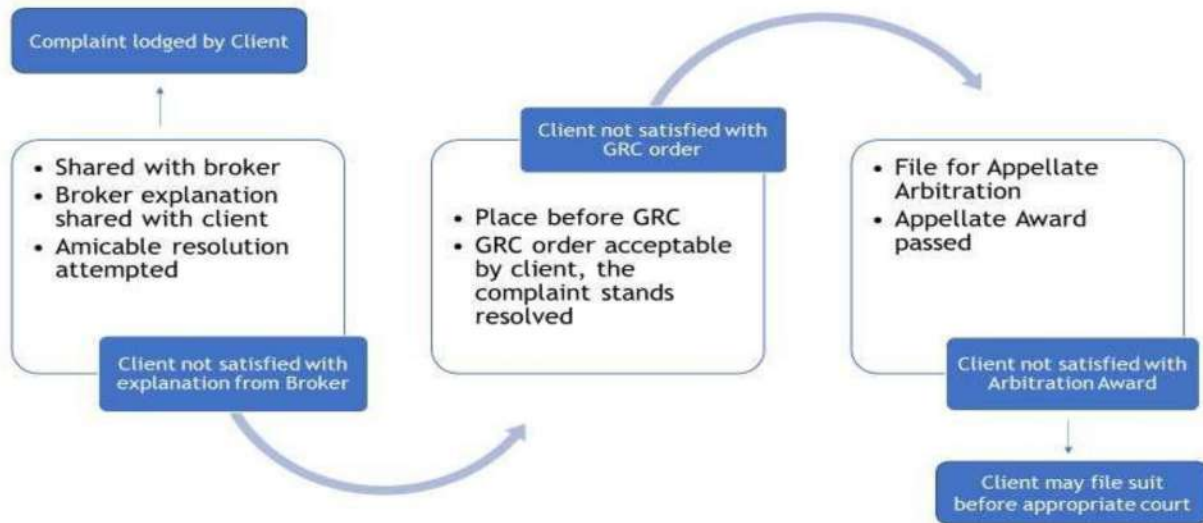 Complaint lodged by Client
• Shared with broker
• Broker explanation
shared with client
• Amicable resolution
attempted
Client not satisfied with
explanation from Broker
Client not satisfied with
GRC order
• Place before GRC
• GRC order acceptable
by client, the
complaint stands
resolved
• File for Appellate
Arbitration
• Appellate Award
passed
Client not satisfied with
Arbitration Award
Client may file suit
before appropriate court